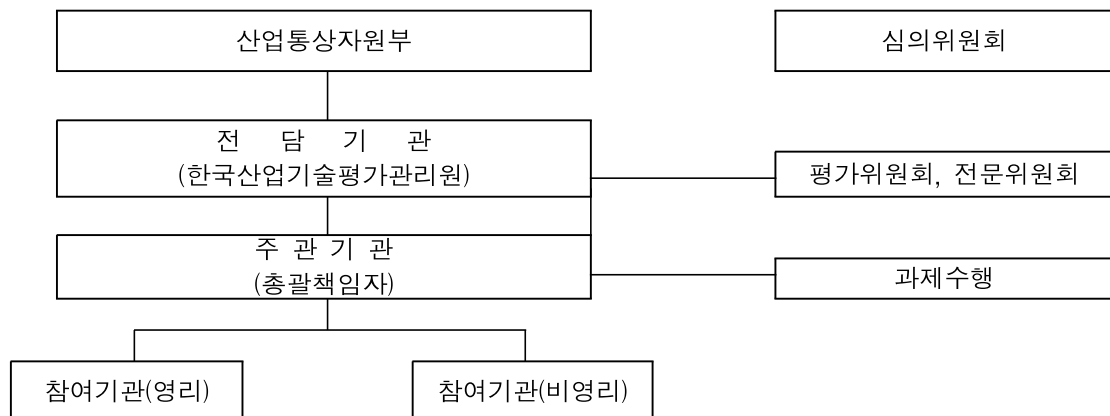 산업통상자원부
심의위원회
전 담 기 관
(한국산업기술평가관리원)
평가위원회, 전문위원회
주 관 기 관
(총괄책임자)
과제수행
참여기관(영리)
참여기관(비영리)